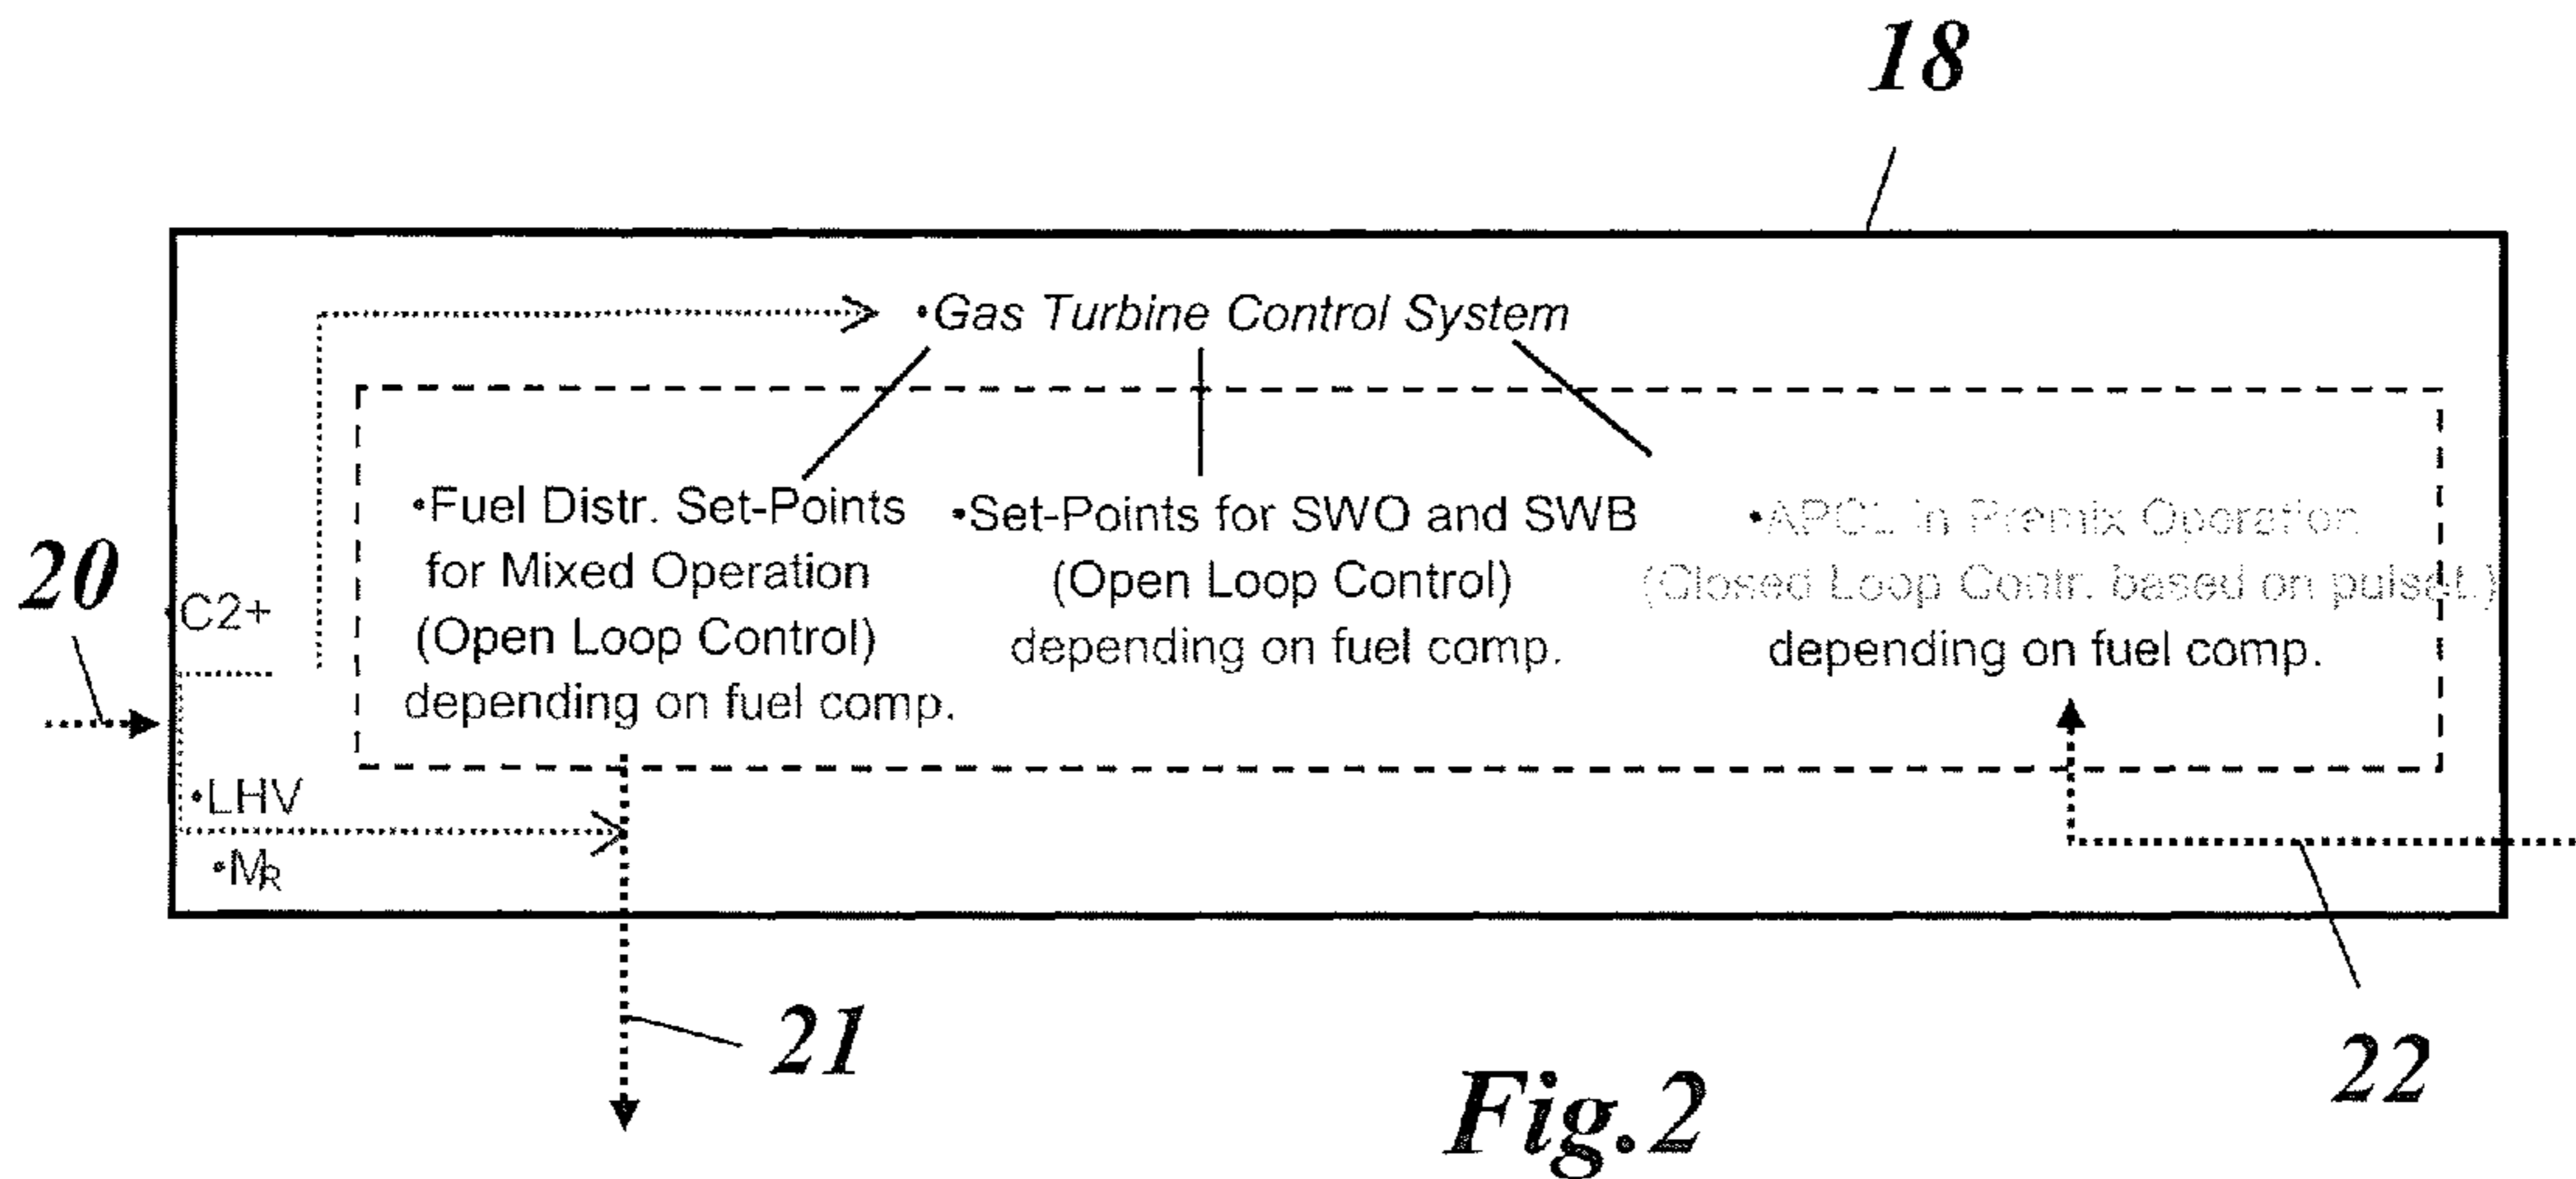 18
•Gas Turbine Control System
•Fuel Distr. Set-Points
for Mixed Operation
(Open Loop Control)
depending on fuel comp.
•Set-Points for SWO and SWB
(Open Loop Control)
depending on fuel comp.
•APCL in Premix Operation
(Closed Loop Contr. based on pulsat.)
depending on fuel comp.
20
•C2+
•LHV
•MR
21
22
Fig.2